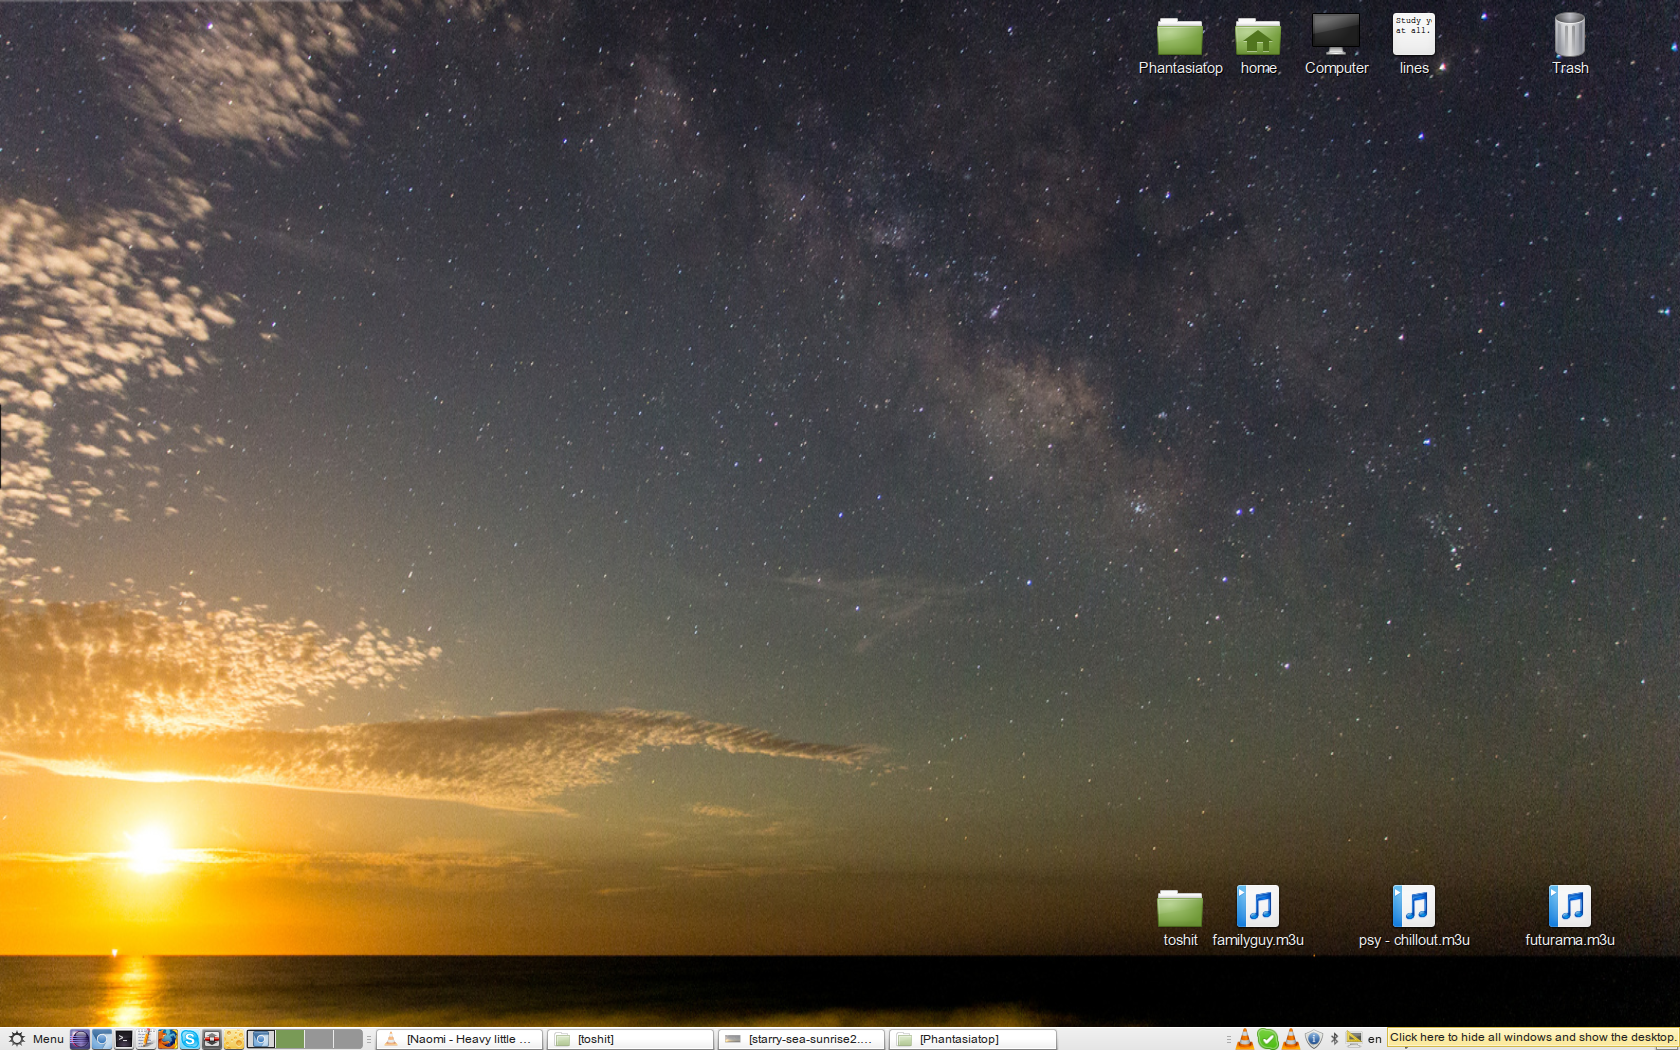 Study y
at all.
Phantasiatop
home
Computer
lines
Trash
toshit
familyguy.m3u
psy - chillout.m3u
futurama.m3u
Menu
[Naomi - Heavy little ...
[toshit]
[starry-sea-sunrise2....
[Phantasiatop]
en
Click here to hide all windows and show the desktop